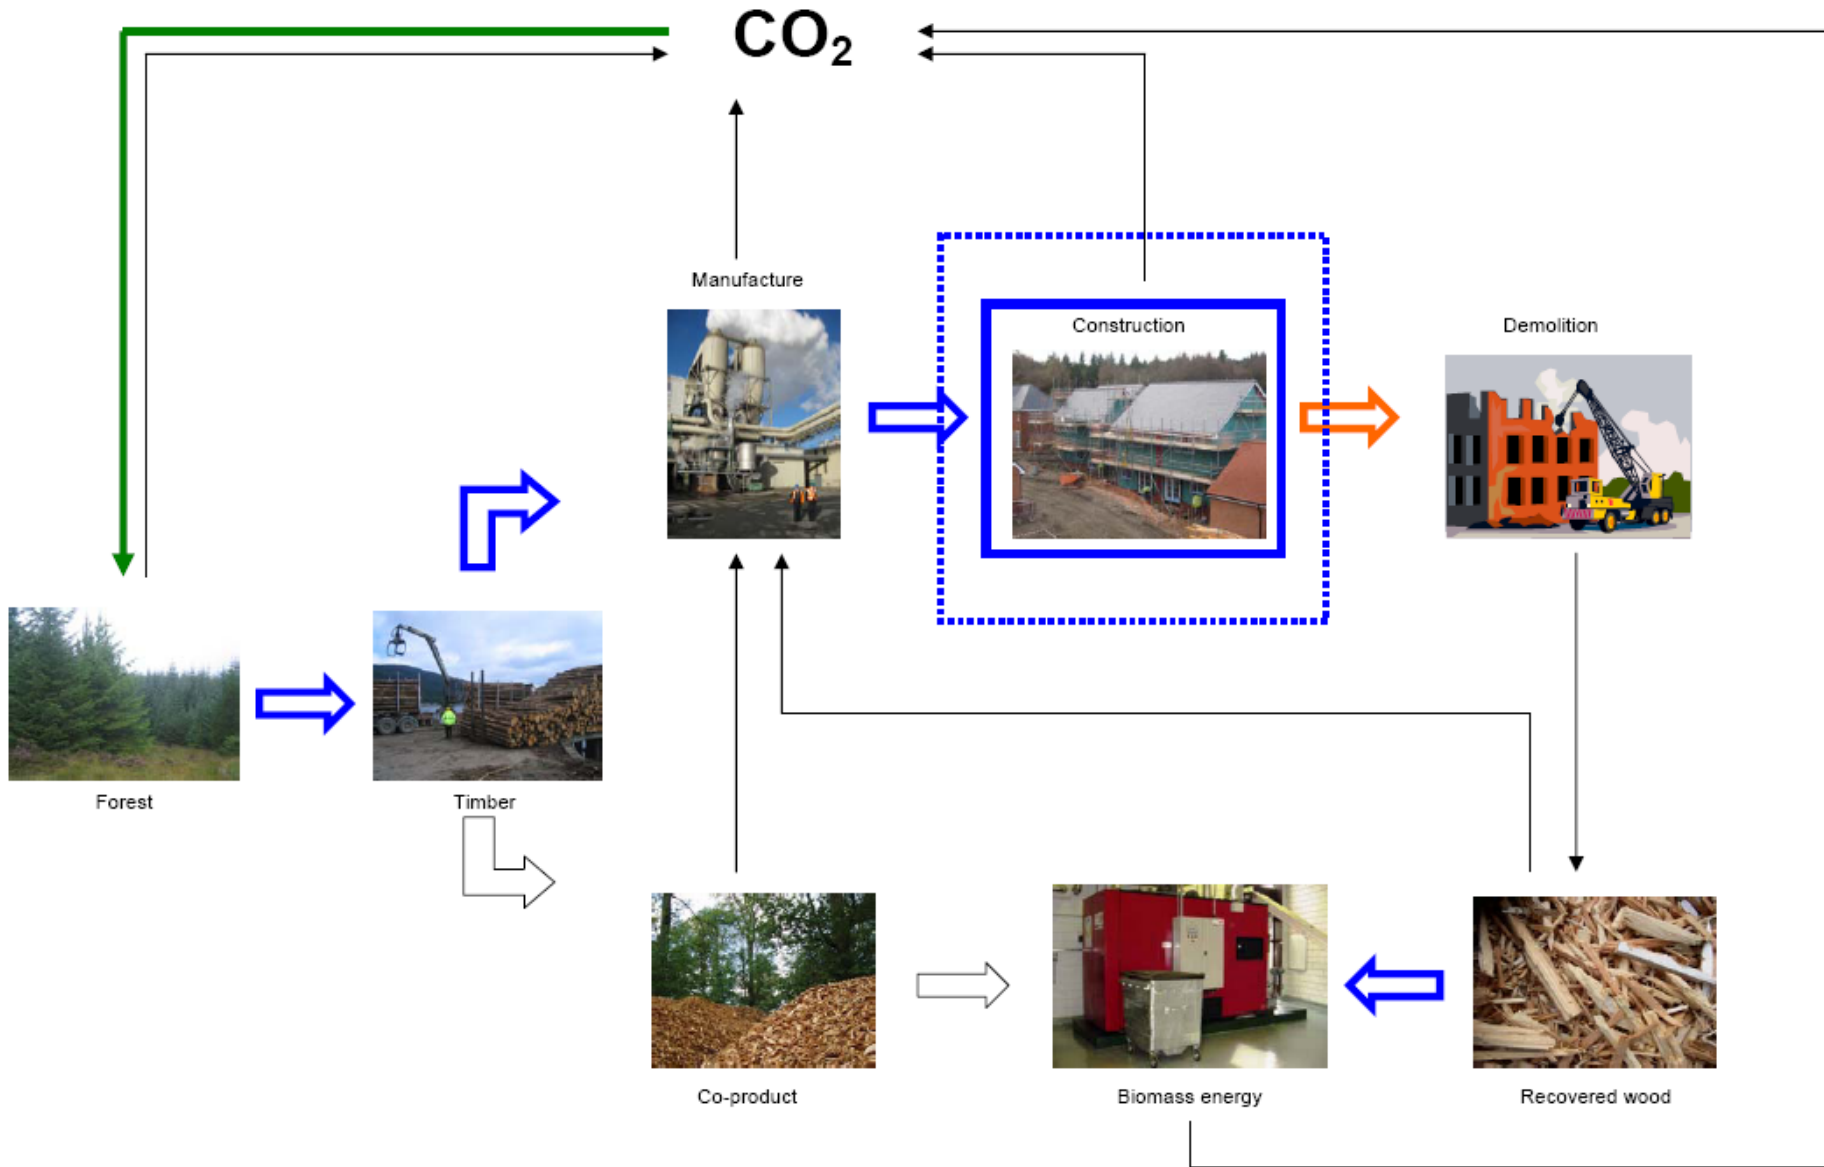 CO₂
Manufacture
Construction
Demolition
Forest
Timber
Co-product
Biomass energy
Recovered wood